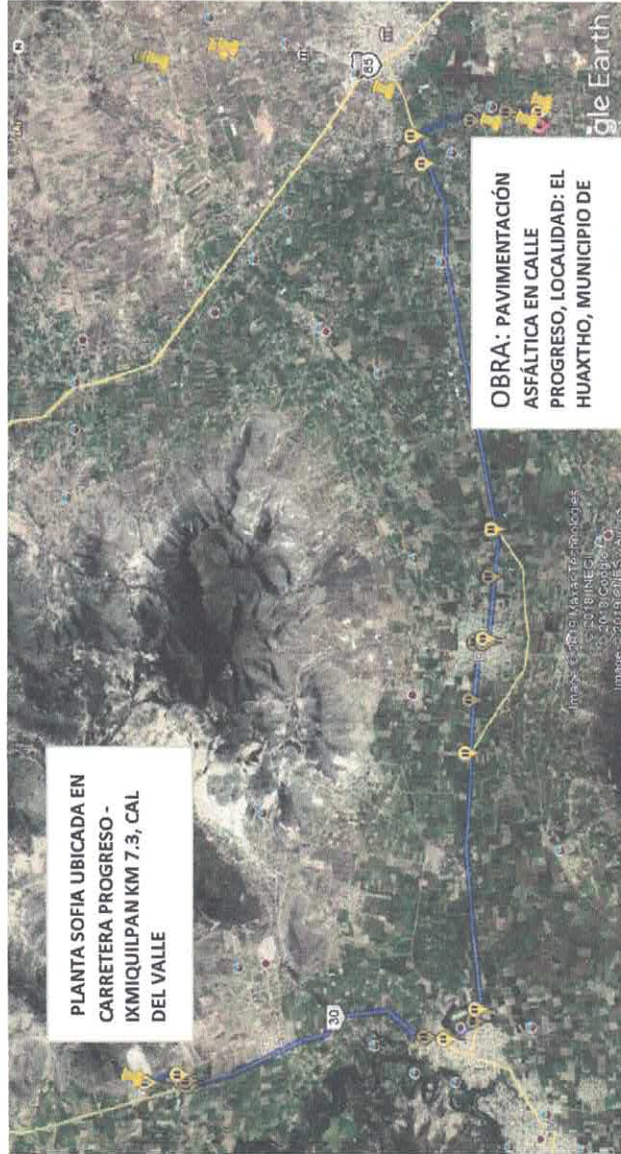 PLANTA SOFIA UBICADA EN
CARRETERA PROGRESO -
IXMIQUILPAN KM 7.3, CAL
DEL VALLE
N
85
30
OBRA: PAVIMENTACIÓN
ASFÁLTICA EN CALLE
PROGRESO, LOCALIDAD: EL
HUAXTHO, MUNICIPIO DE
gle Earth